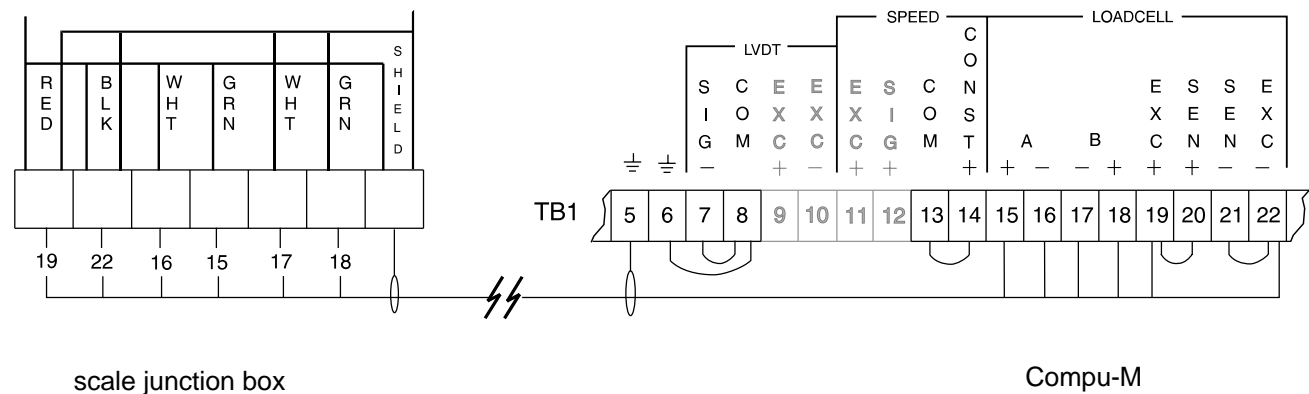 RED
BLK
WHT
GRN
WHT
GRN
SHIELD
19
22
16
15
17
18
scale junction box
SPEED
LOADCELL
LVDT
SIG
COM
EXC
EXC
EXC
SIG
COM
CONST
A
B
EXC
SEN
SEN
EXC
− + − + + + + − − + + + − −
TB1 5 6 7 8 9 10 11 12 13 14 15 16 17 18 19 20 21 22
Compu-M